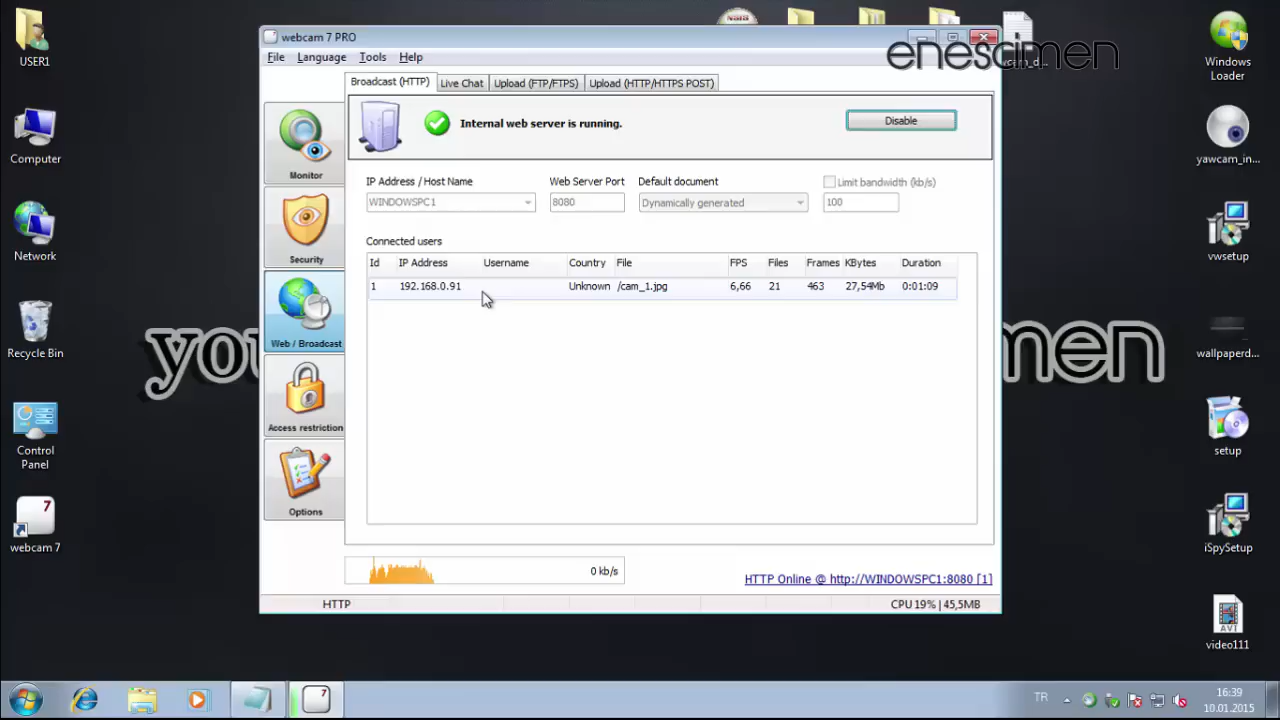 USER1
Computer
Network
Recycle Bin
Control
Panel
7
webcam 7
7
webcam 7 PRO
enescimen
File
Language
Tools
Help
Broadcast (HTTP)
Live Chat
Upload (FTP/FTPS)
Upload (HTTP/HTTPS POST)
Monitor
Security
Web / Broadcast
Access restriction
Options
Internal web server is running.
Disable
IP Address / Host Name
Web Server Port
Default document
Limit bandwidth (kb/s)
WINDOWSPC1
8080
Dynamically generated
100
Connected users
Id IP Address Username Country File FPS Files Frames KBytes Duration
1 192.168.0.91 Unknown /cam_1.jpg 6,66 21 463 27,54Mb 0:01:09
0 kb/s
HTTP Online @ http://WINDOWSPC1:8080 [1]
HTTP
CPU 19% | 45,5MB
Windows
Loader
yawcam_in...
vwsetup
wallpaperd...
setup
iSpySetup
AVI
video111
7
TR
16:39
10.01.2015